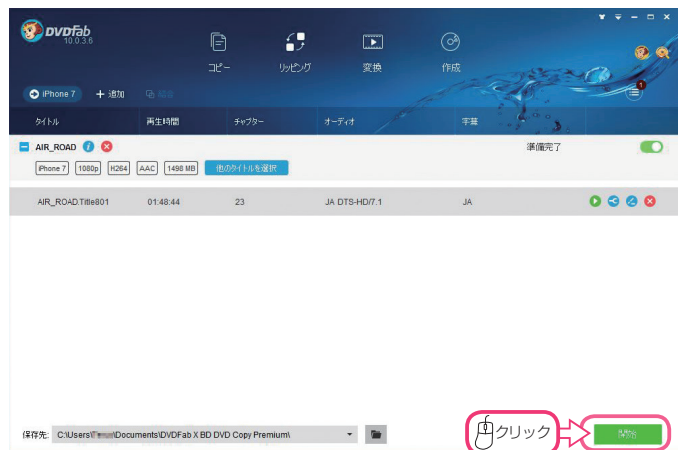 DVDFab
10.0.3.6
コピー リッピング 変換 作成
iPhone 7 追加
1
タイトル 再生時間 チャプター オーディオ 字幕
AIR_ROAD 準備完了
iPhone 7 1080p H264 AAC 1498 MB 他のタイトルを選択
AIR_ROAD.Title801 01:48:44 23 JA DTS-HD/7.1 JA
保存先: C:\Users\ \Documents\DVDFab X BD DVD Copy Premium\
クリック
開始